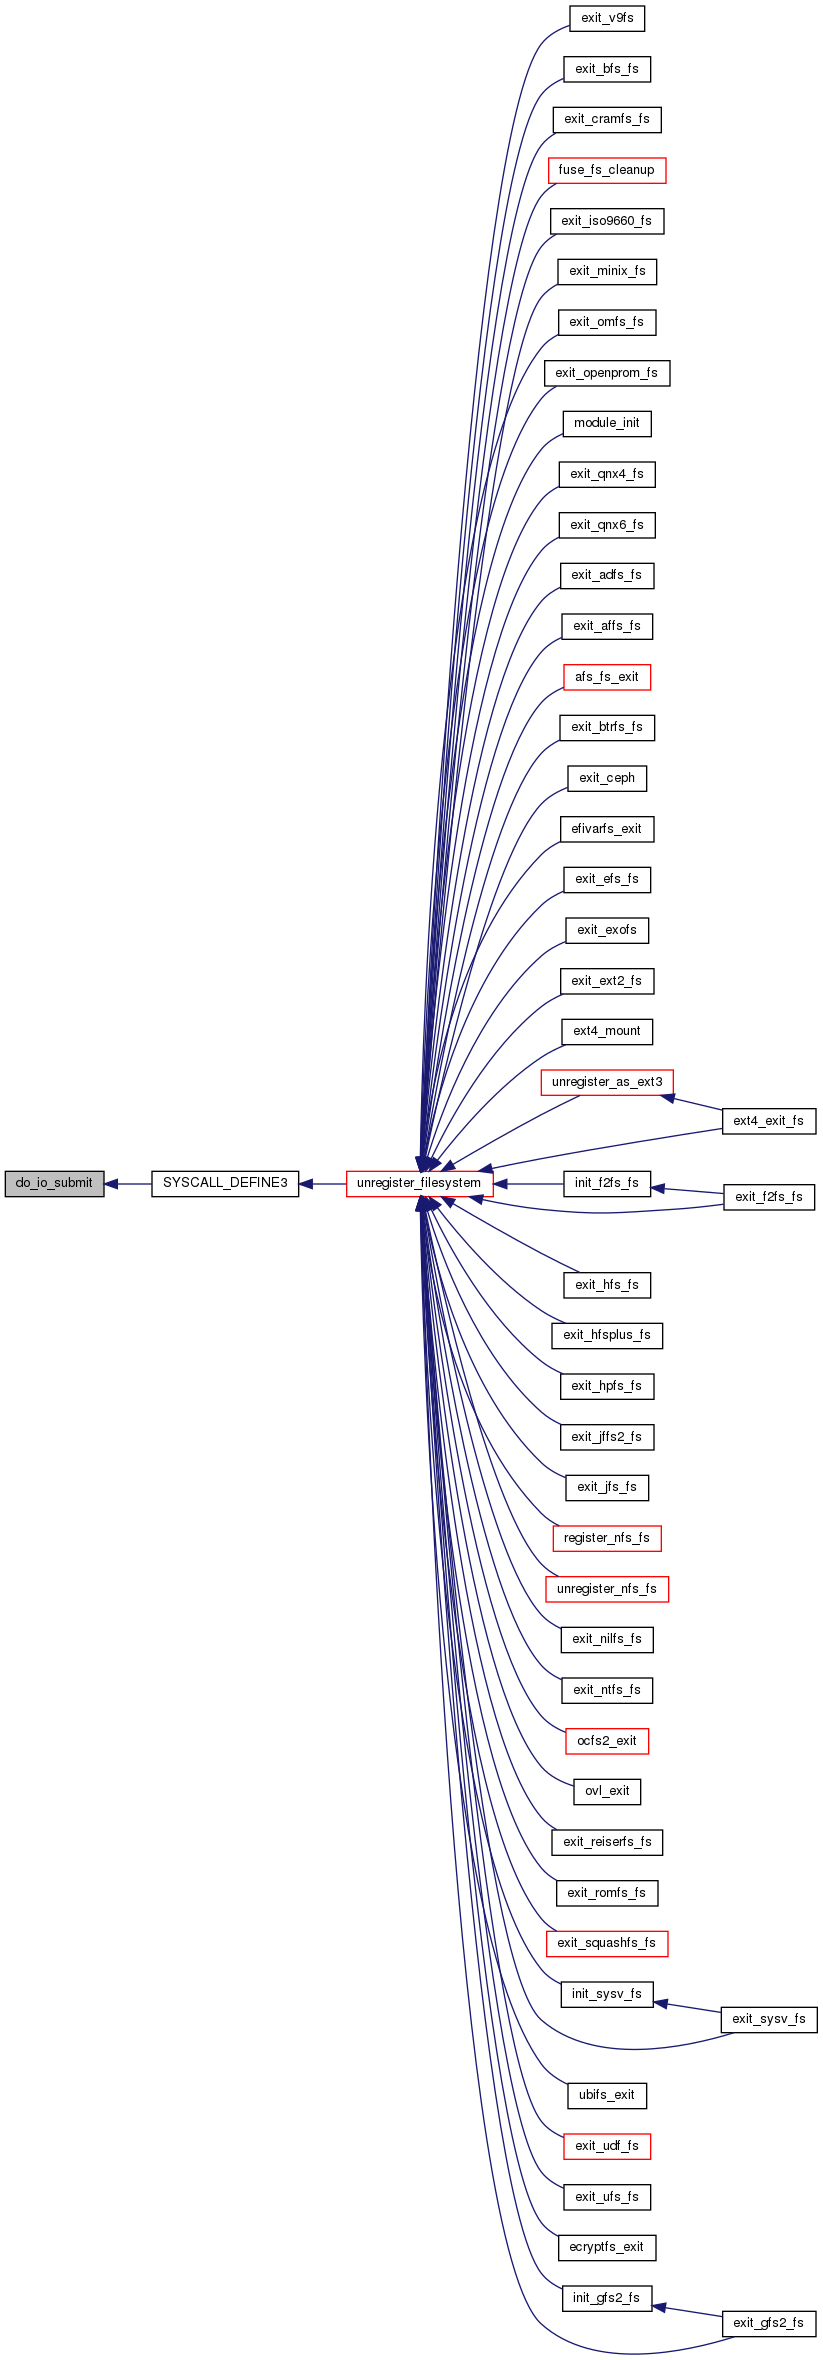 exit_v9fs
exit_bfs_fs
exit_cramfs_fs
fuse_fs_cleanup
exit_iso9660_fs
exit_minix_fs
exit_omfs_fs
exit_openprom_fs
module_init
exit_qnx4_fs
exit_qnx6_fs
exit_adfs_fs
exit_affs_fs
afs_fs_exit
exit_btrfs_fs
exit_ceph
efivarfs_exit
exit_efs_fs
exit_exofs
exit_ext2_fs
ext4_mount
unregister_as_ext3
ext4_exit_fs
do_io_submit
SYSCALL_DEFINE3
unregister_filesystem
init_f2fs_fs
exit_f2fs_fs
exit_hfs_fs
exit_hfsplus_fs
exit_hpfs_fs
exit_jffs2_fs
exit_jfs_fs
register_nfs_fs
unregister_nfs_fs
exit_nilfs_fs
exit_ntfs_fs
ocfs2_exit
ovl_exit
exit_reiserfs_fs
exit_romfs_fs
exit_squashfs_fs
init_sysv_fs
exit_sysv_fs
ubifs_exit
exit_udf_fs
exit_ufs_fs
ecryptfs_exit
init_gfs2_fs
exit_gfs2_fs